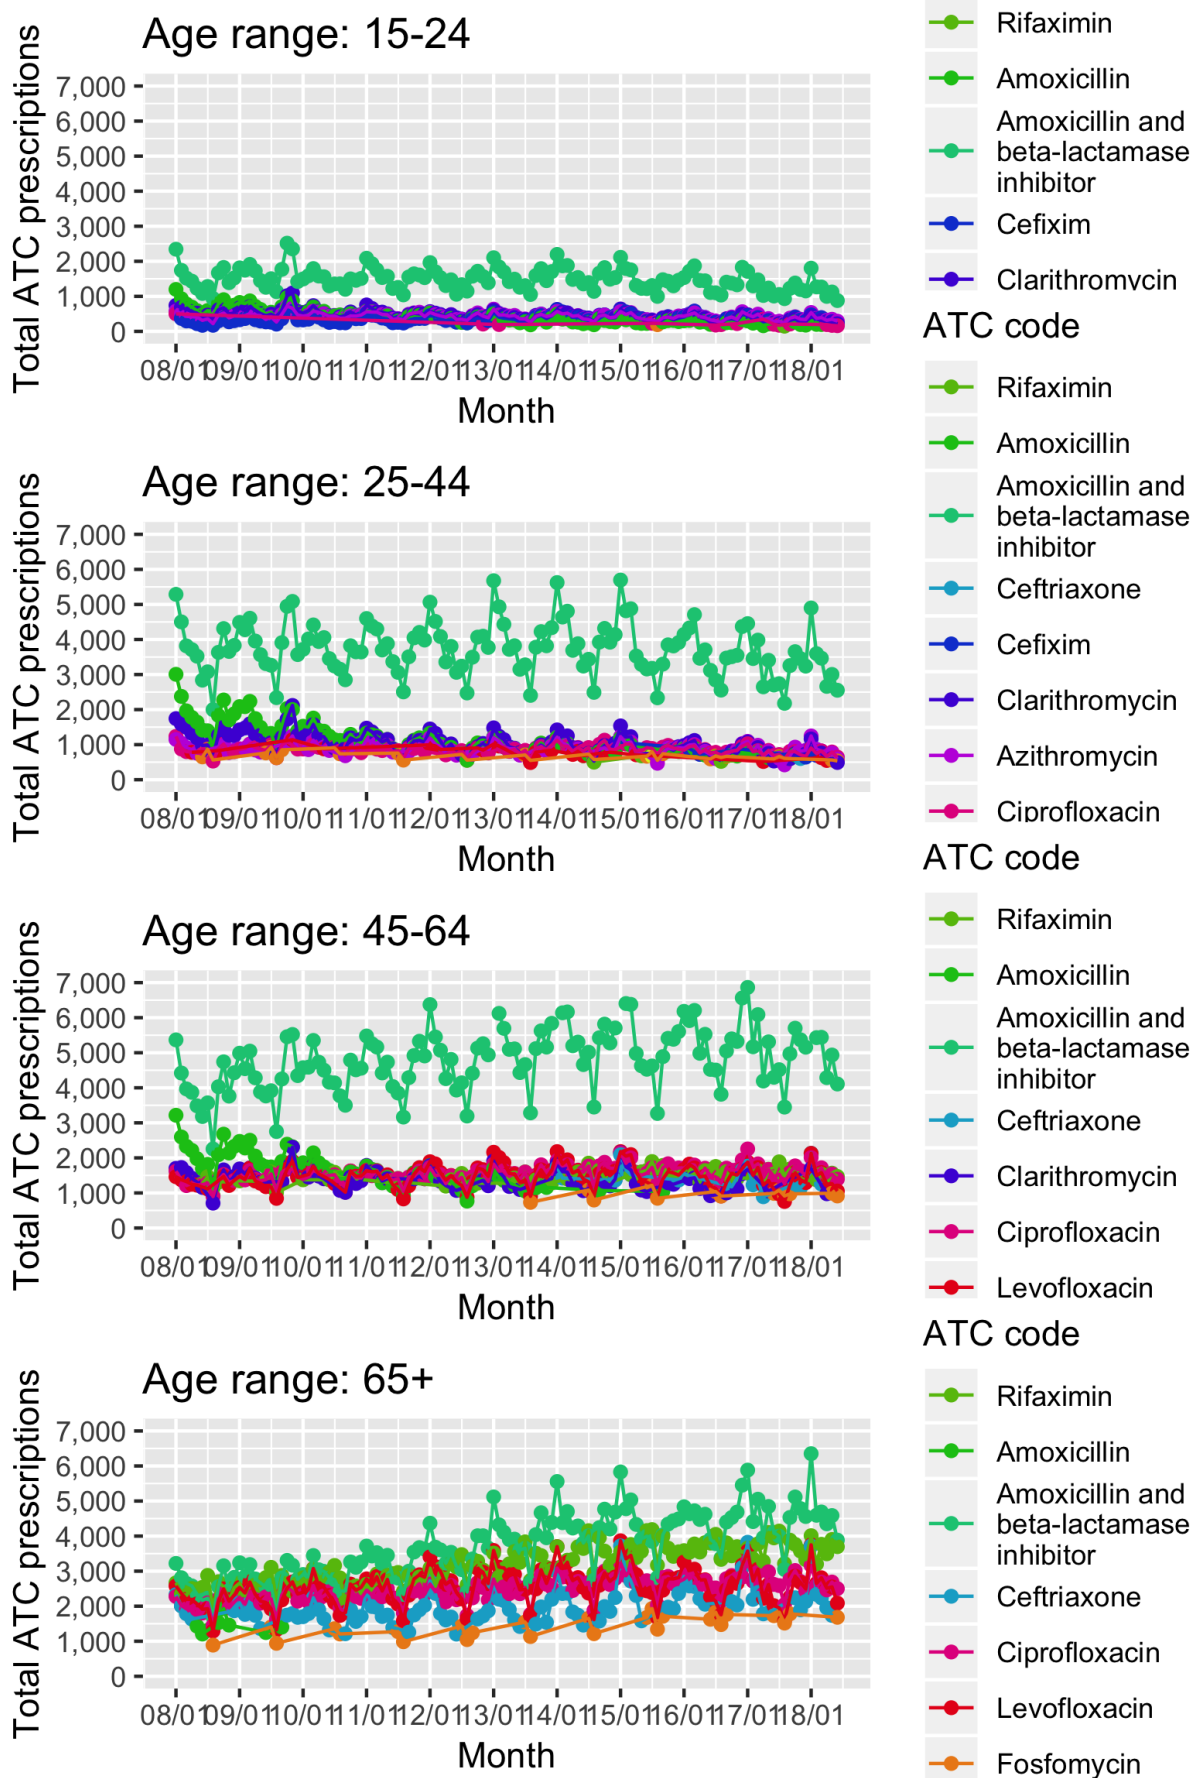 Age range: 15-24
Total ATC prescriptions
7,000
6,000
5,000
4,000
3,000
2,000
1,000
0
08/01 09/01 10/01 11/01 12/01 13/01 14/01 15/01 16/01 17/01 18/01
Month
Rifaximin
Amoxicillin
Amoxicillin and
beta-lactamase
inhibitor
Cefixim
Clarithromycin
Age range: 25-44
Total ATC prescriptions
7,000
6,000
5,000
4,000
3,000
2,000
1,000
0
08/01 09/01 10/01 11/01 12/01 13/01 14/01 15/01 16/01 17/01 18/01
Month
ATC code
Rifaximin
Amoxicillin
Amoxicillin and
beta-lactamase
inhibitor
Ceftriaxone
Cefixim
Clarithromycin
Azithromycin
Ciprofloxacin
Age range: 45-64
Total ATC prescriptions
7,000
6,000
5,000
4,000
3,000
2,000
1,000
0
08/01 09/01 10/01 11/01 12/01 13/01 14/01 15/01 16/01 17/01 18/01
Month
ATC code
Rifaximin
Amoxicillin
Amoxicillin and
beta-lactamase
inhibitor
Ceftriaxone
Clarithromycin
Ciprofloxacin
Levofloxacin
Age range: 65+
Total ATC prescriptions
7,000
6,000
5,000
4,000
3,000
2,000
1,000
0
08/01 09/01 10/01 11/01 12/01 13/01 14/01 15/01 16/01 17/01 18/01
Month
ATC code
Rifaximin
Amoxicillin
Amoxicillin and
beta-lactamase
inhibitor
Ceftriaxone
Ciprofloxacin
Levofloxacin
Fosfomycin